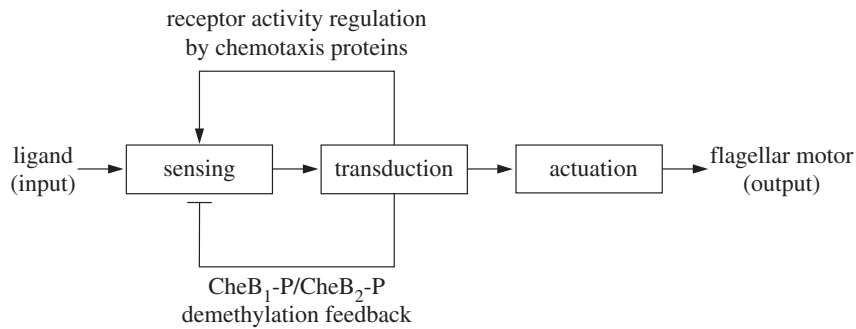 receptor activity regulation
by chemotaxis proteins
ligand
(input)
sensing
transduction
actuation
flagellar motor
(output)
CheB₁-P/CheB₂-P
demethylation feedback